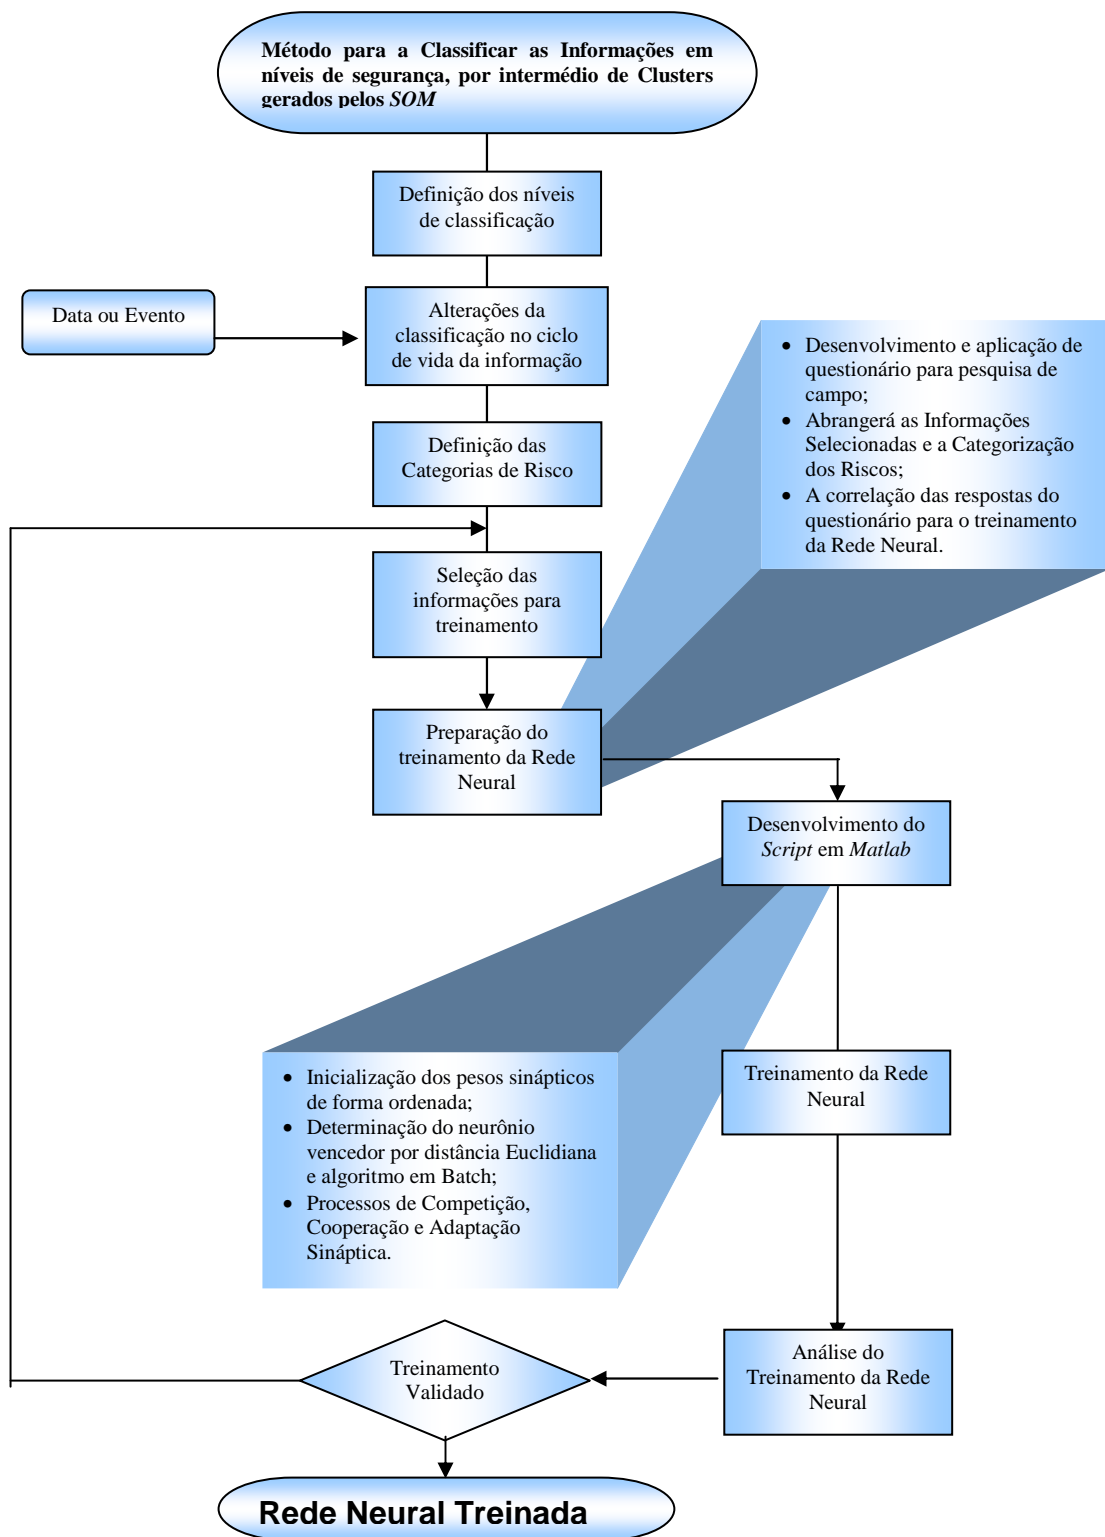 Método para a Classificar as Informações em
níveis de segurança, por intermédio de Clusters
gerados pelos SOM
Definição dos níveis
de classificação
Data ou Evento
Alterações da
classificação no ciclo
de vida da informação
Definição das
Categorias de Risco
• Desenvolvimento e aplicação de
questionário para pesquisa de
campo;
• Abrangerá as Informações
Selecionadas e a Categorização
dos Riscos;
• A correlação das respostas do
questionário para o treinamento
da Rede Neural.
Seleção das
informações para
treinamento
Preparação do
treinamento da Rede
Neural
Desenvolvimento do
Script em Matlab
• Inicialização dos pesos sinápticos
de forma ordenada;
• Determinação do neurônio
vencedor por distância Euclidiana
e algoritmo em Batch;
• Processos de Competição,
Cooperação e Adaptação
Sináptica.
Treinamento da Rede
Neural
Análise do
Treinamento da Rede
Neural
Treinamento
Validado
Rede Neural Treinada